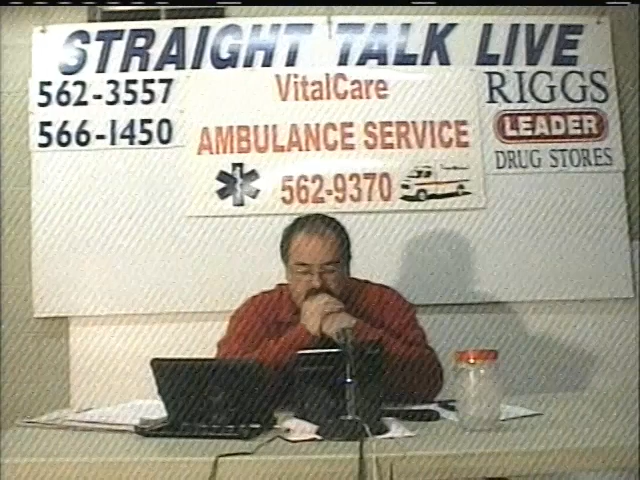 STRAIGHT TALK LIVE
562-3557
566-1450
VitalCare
AMBULANCE SERVICE
562-9370
RIGGS
LEADER
DRUG STORES